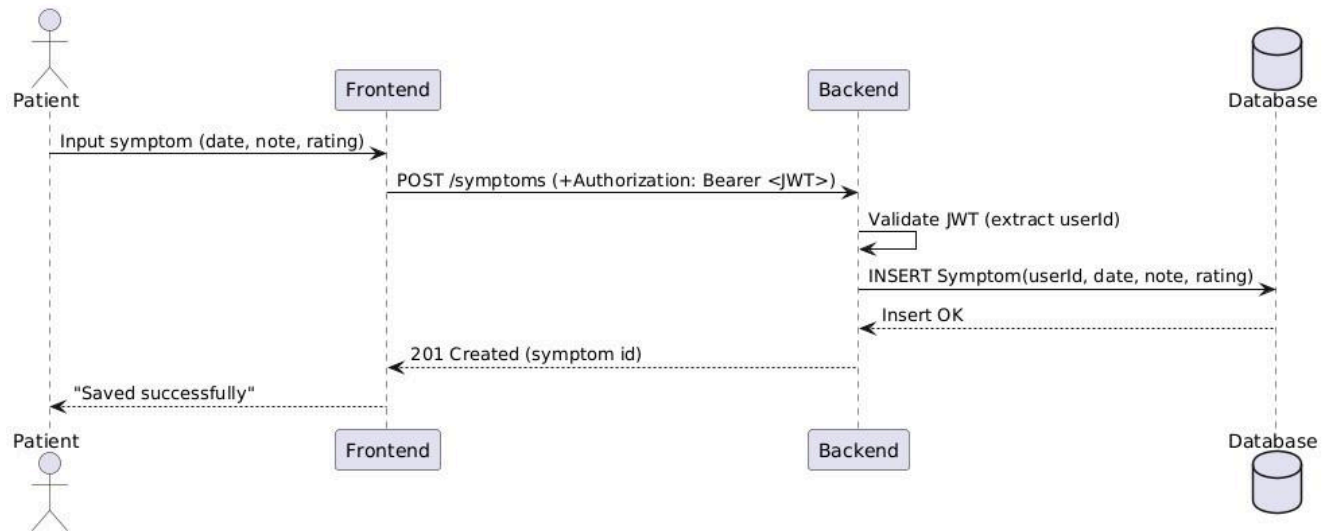 Patient
Frontend
Backend
Database
Input symptom (date, note, rating)
POST /symptoms (+Authorization: Bearer <JWT>)
Validate JWT (extract userId)
INSERT Symptom(userId, date, note, rating)
Insert OK
201 Created (symptom id)
"Saved successfully"
Patient
Frontend
Backend
Database